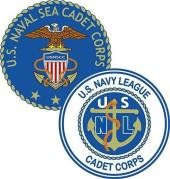 U.S. NAVAL SEA CADET CORPS
USNSCC
U.S. NAVY LEAGUE
U S
N L
CADET CORPS